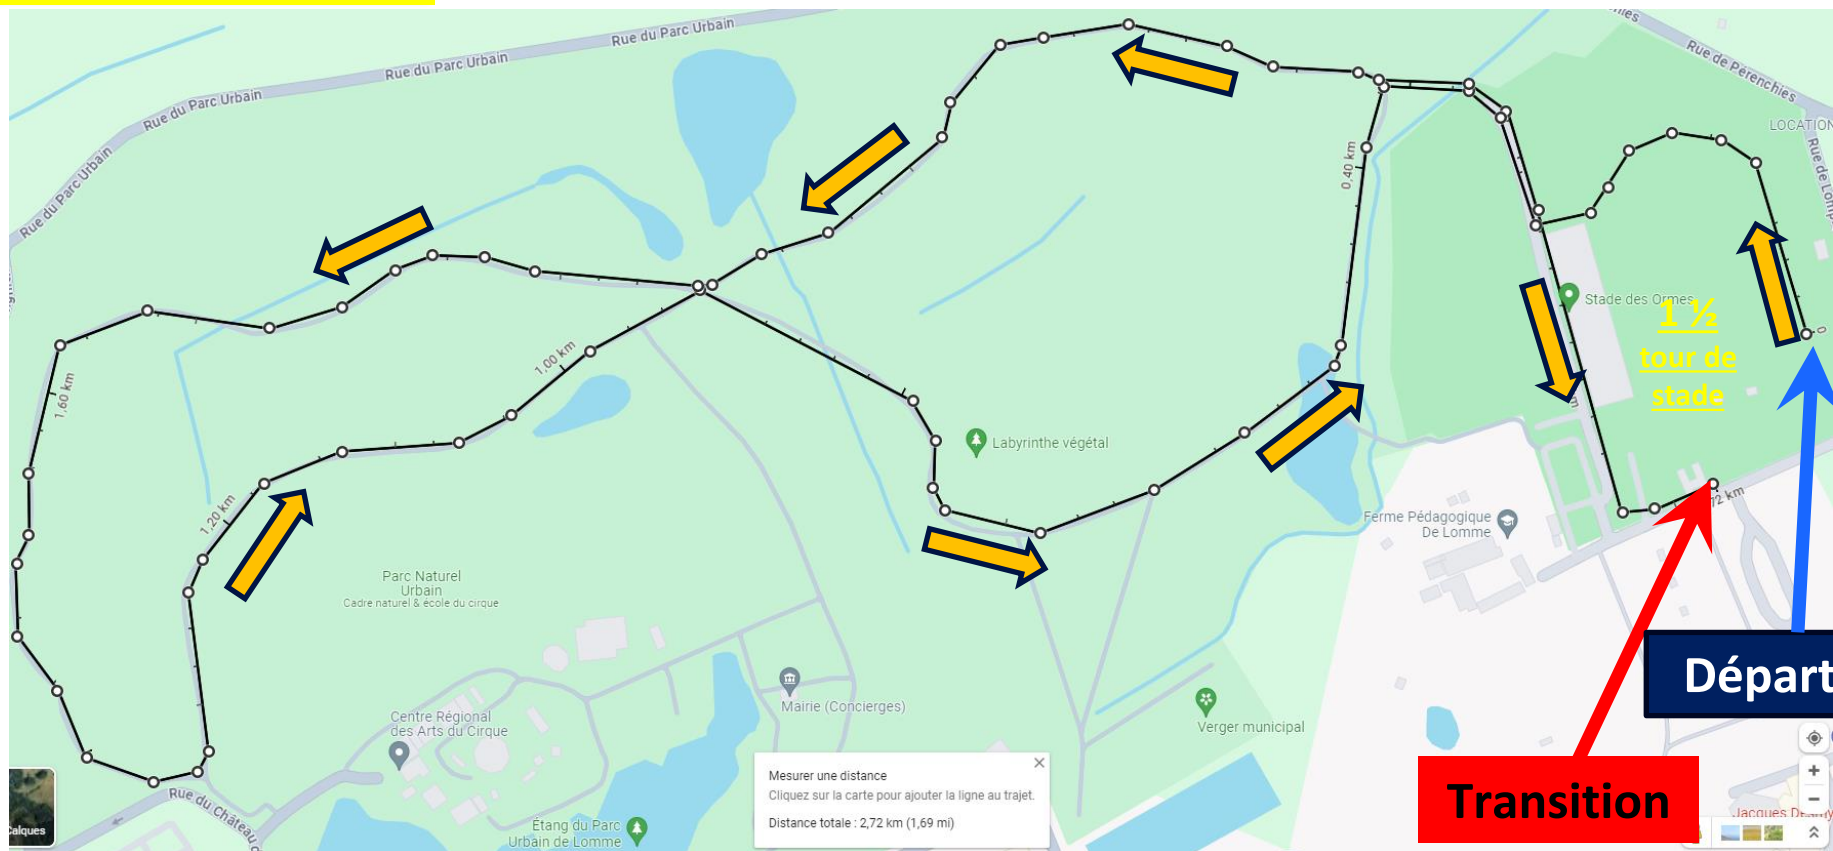 Rue du Parc Urbain
Rue du Parc Urbain
Rue du Parc Urbain
Rue du Parc Urbain
Rue de Pérenchies
LOCATION
0,40 km
Stade des Ormes
1 ½
tour de
stade
0
1,00 km
1,60 km
Labyrinthe végétal
1,20 km
Ferme Pédagogique
De Lomme
Parc Naturel
Urbain
Cadre naturel & école du cirque
Départ
Mairie (Concierges)
Centre Régional
des Arts du Cirque
Verger municipal
Mesurer une distance
Cliquez sur la carte pour ajouter la ligne au trajet.
Distance totale : 2,72 km (1,69 mi)
Transition
Rue du Château
Étang du Parc
Urbain de Lomme